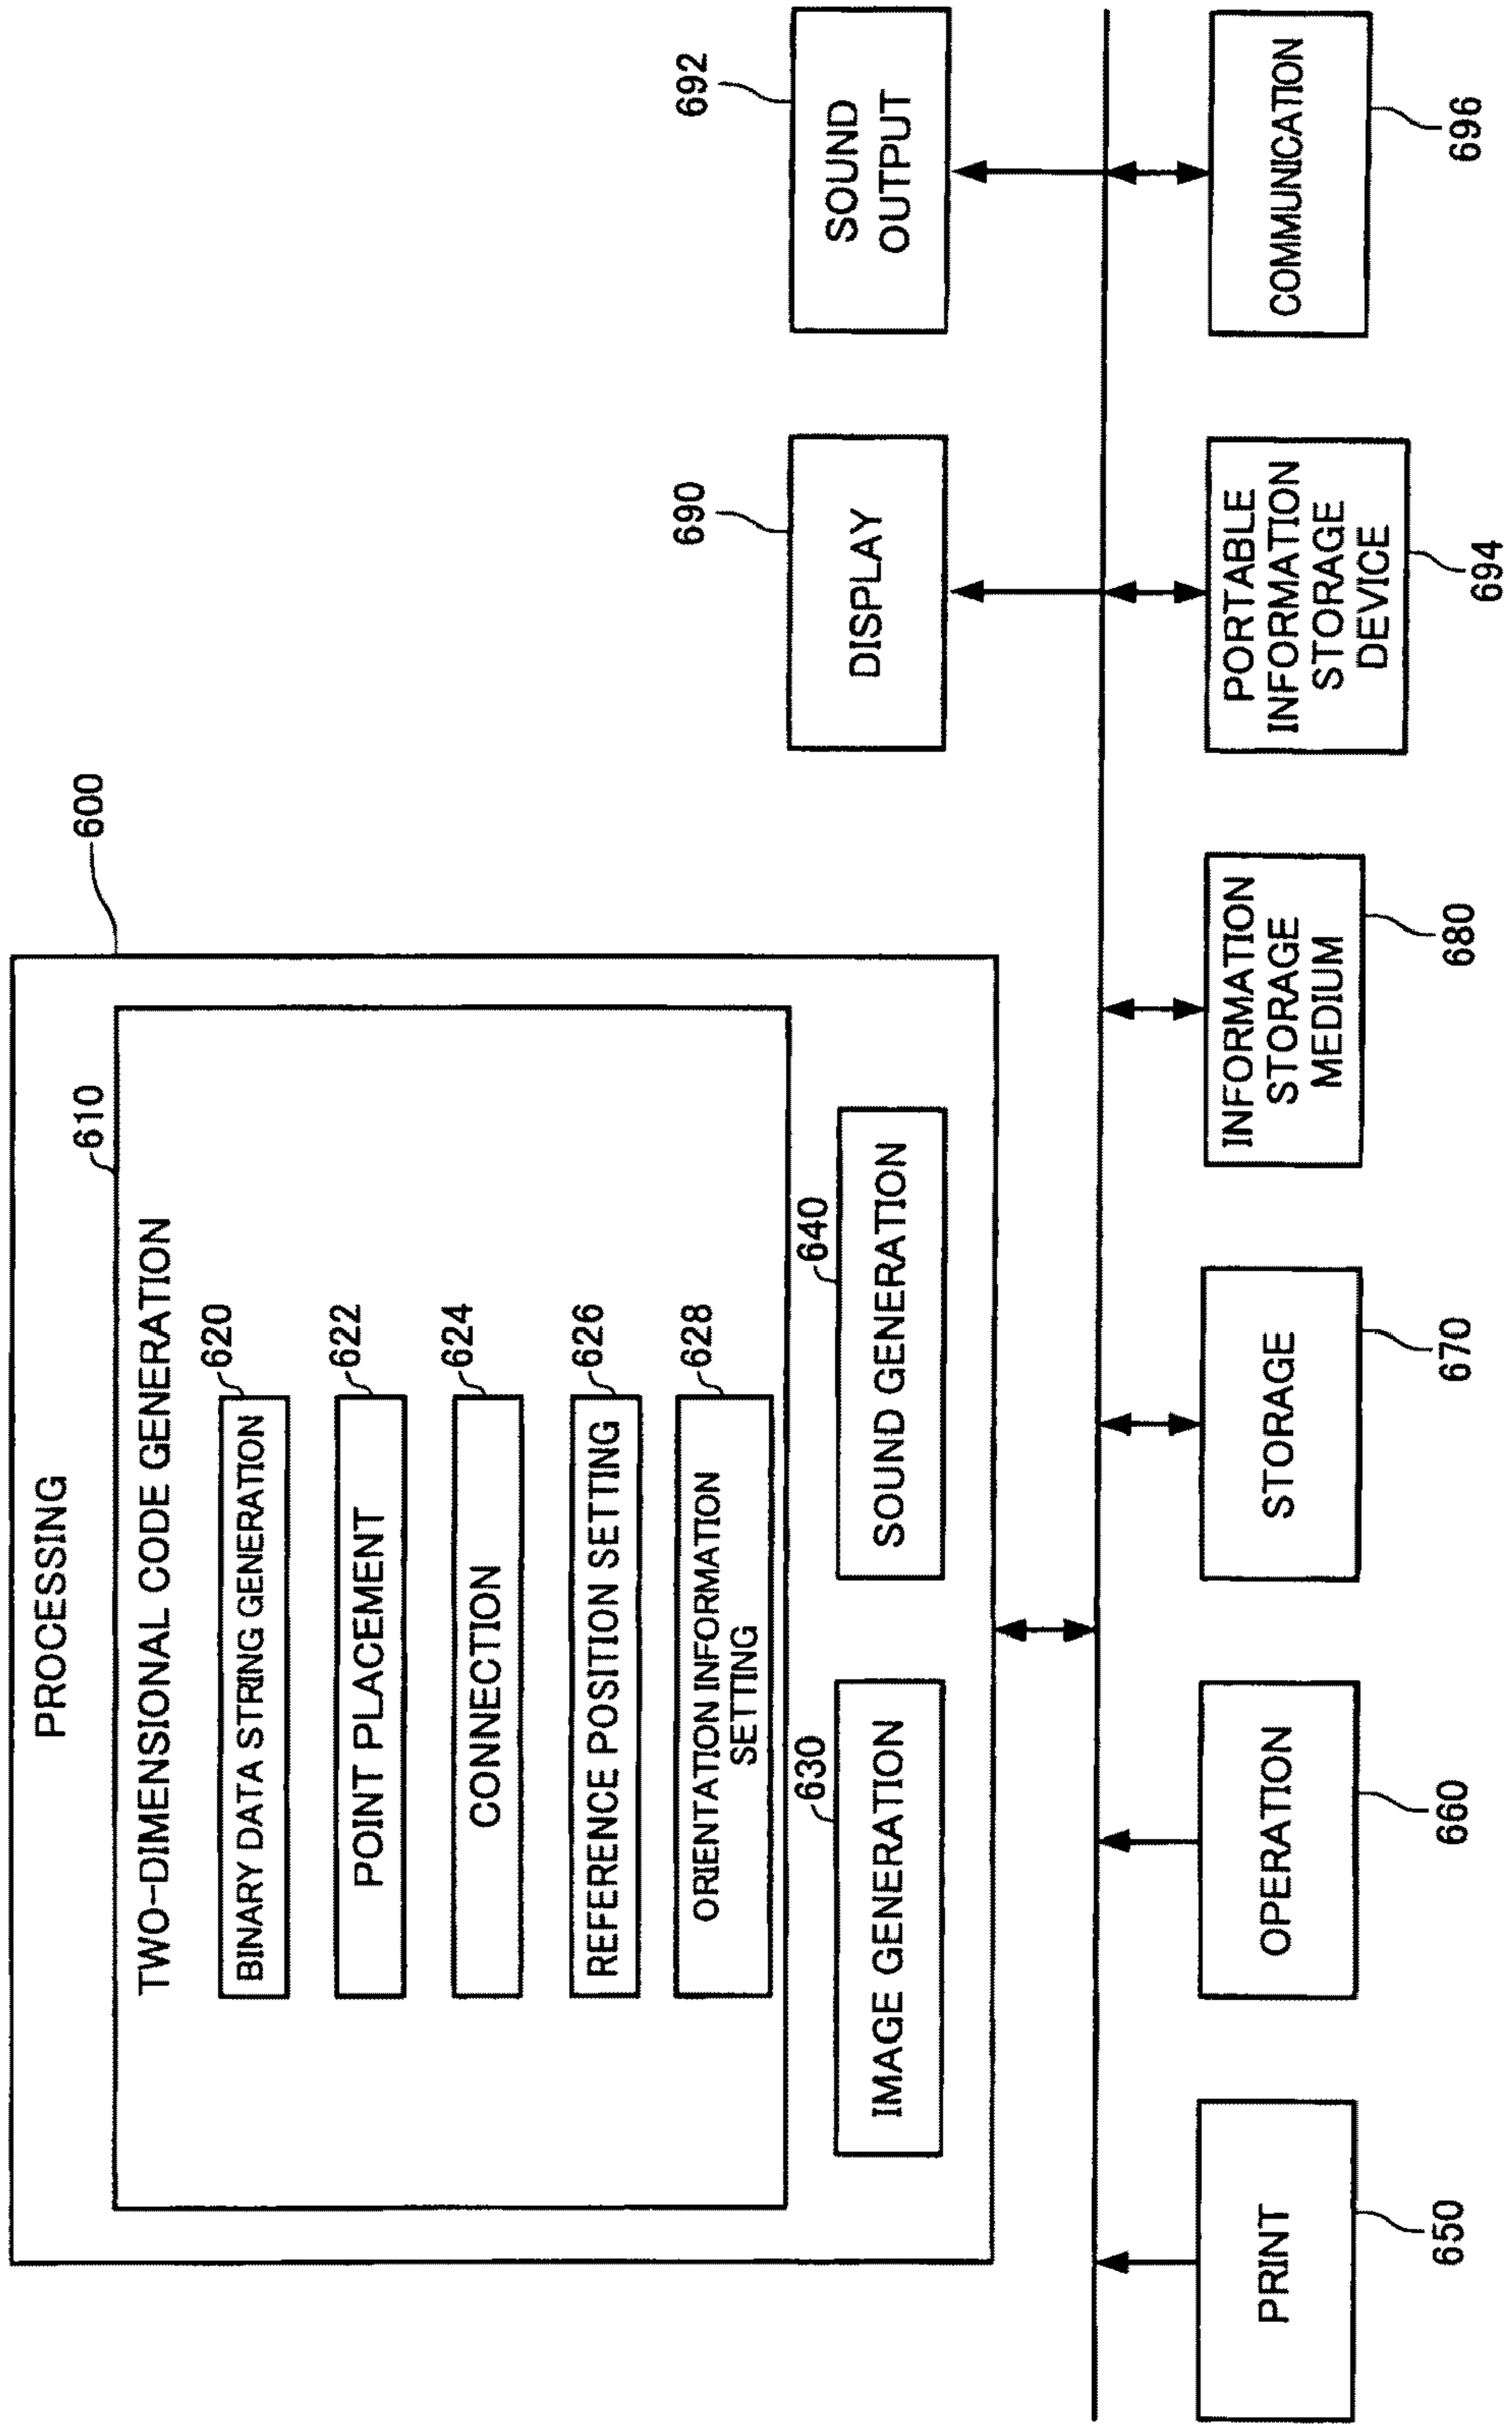 PROCESSING
600
610
TWO-DIMENSIONAL CODE GENERATION
620
BINARY DATA STRING GENERATION
622
POINT PLACEMENT
624
CONNECTION
626
REFERENCE POSITION SETTING
628
ORIENTATION INFORMATION
SETTING
630
IMAGE GENERATION
640
SOUND GENERATION
690
DISPLAY
692
SOUND
OUTPUT
PRINT
650
OPERATION
660
STORAGE
670
INFORMATION
STORAGE
MEDIUM
680
PORTABLE
INFORMATION
STORAGE
DEVICE
694
COMMUNICATION
696